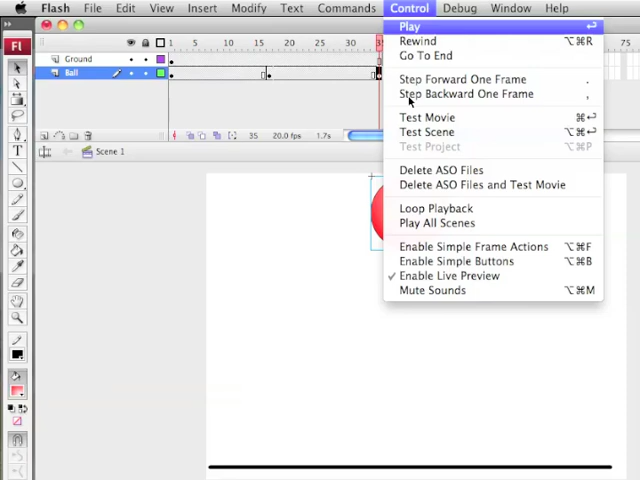 Flash File Edit View Insert Modify Text Commands Control Debug Window Help
Fl
Ground
1 5 10 15 20 25 30 35 75
Ball
20.0 fps 1.7s
Scene 1
T
Play
Rewind ⌥⌘R
Go To End
Step Forward One Frame .
Step Backward One Frame ,
Test Movie ⌘↩
Test Scene ⌥⌘↩
Test Project ⌥⌘P
Delete ASO Files
Delete ASO Files and Test Movie
Loop Playback
Play All Scenes
Enable Simple Frame Actions ⌥⌘F
Enable Simple Buttons ⌥⌘B
✓ Enable Live Preview
Mute Sounds ⌥⌘M